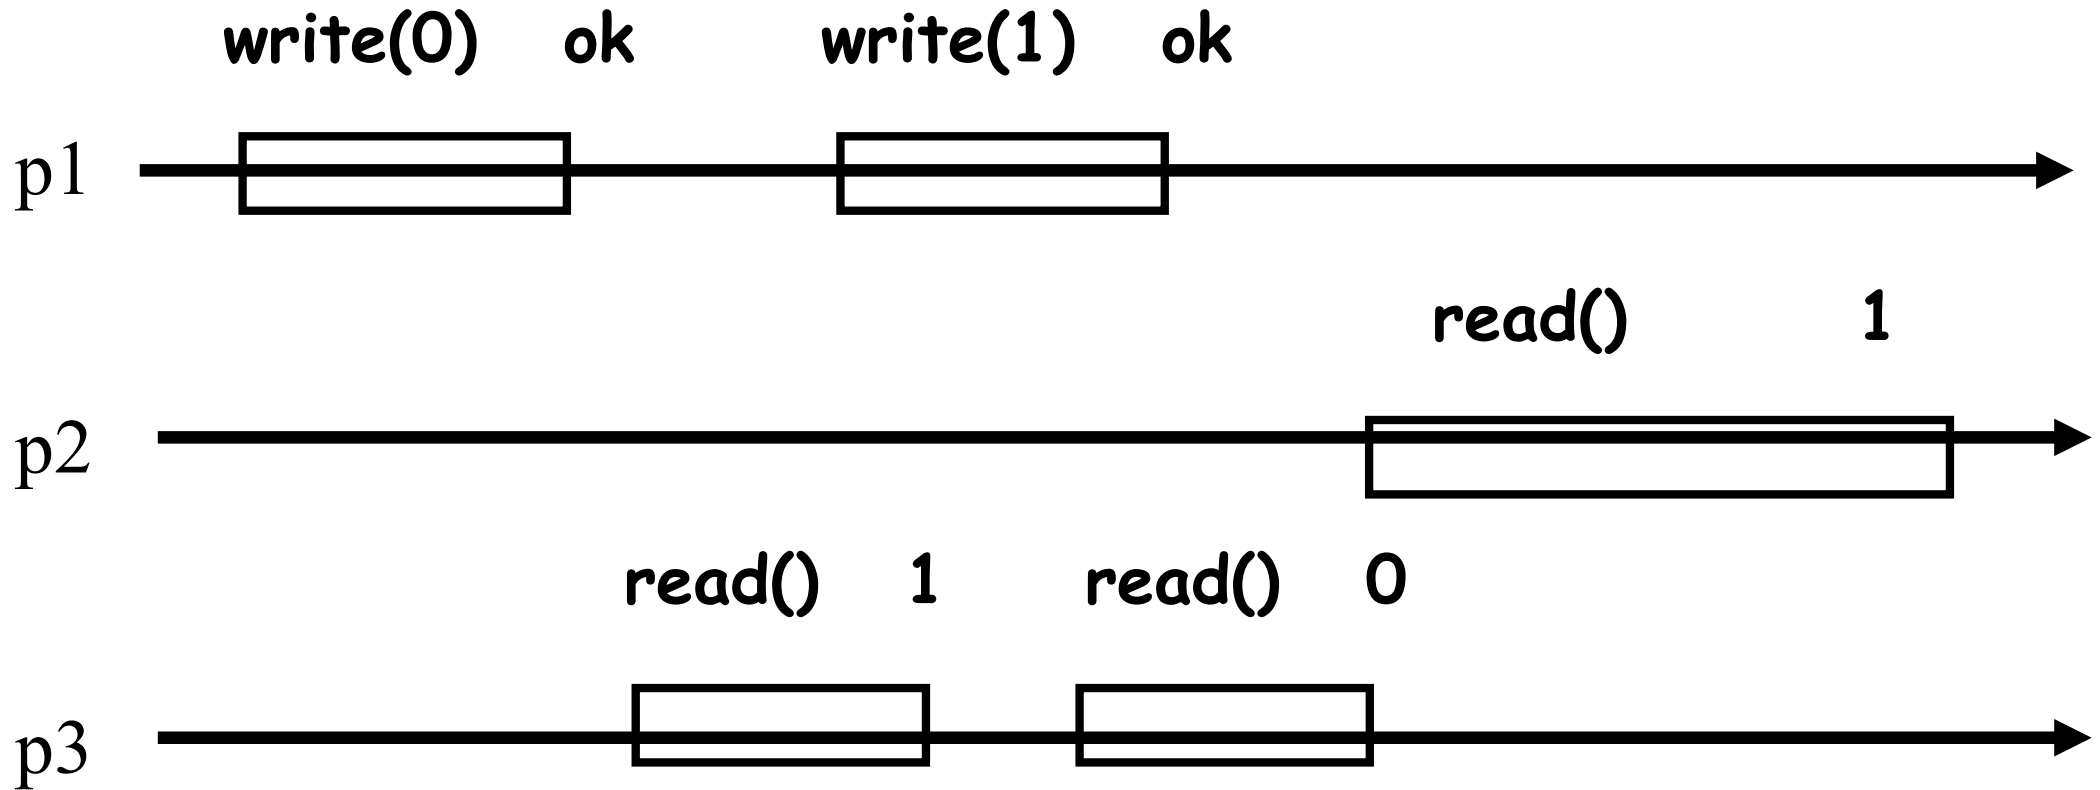 write(0) ok write(1) ok
p1
read() 1
p2
read() 1 read() 0
p3